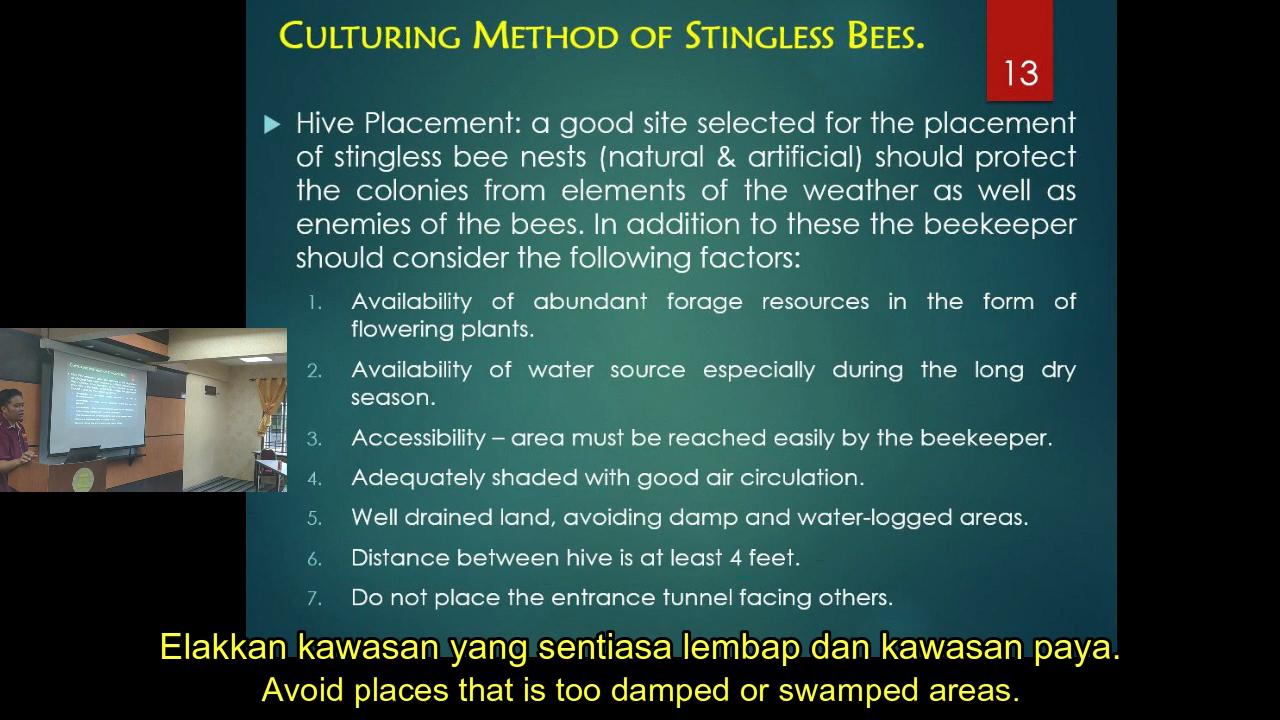 CULTURING METHOD OF STINGLESS BEES.
13
Hive Placement: a good site selected for the placement
of stingless bee nests (natural & artificial) should protect
the colonies from elements of the weather as well as
enemies of the bees. In addition to these the beekeeper
should consider the following factors:
1. Availability of abundant forage resources in the form of
flowering plants.
2. Availability of water source especially during the long dry
season.
3. Accessibility – area must be reached easily by the beekeeper.
4. Adequately shaded with good air circulation.
5. Well drained land, avoiding damp and water-logged areas.
6. Distance between hive is at least 4 feet.
7. Do not place the entrance tunnel facing others.
Elakkan kawasan yang sentiasa lembap dan kawasan paya.
Avoid places that is too damped or swamped areas.